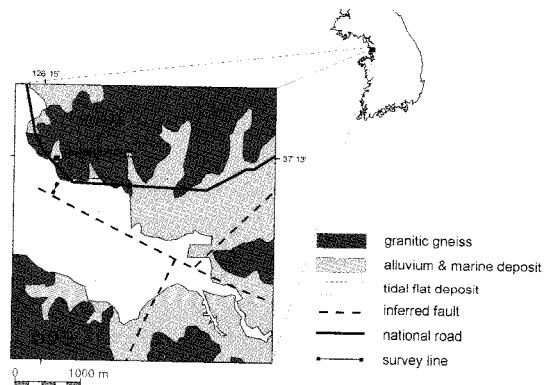 126 15'
37 13'
granitic gneiss
alluvium & marine deposit
tidal flat deposit
inferred fault
national road
survey line
0 1000 m